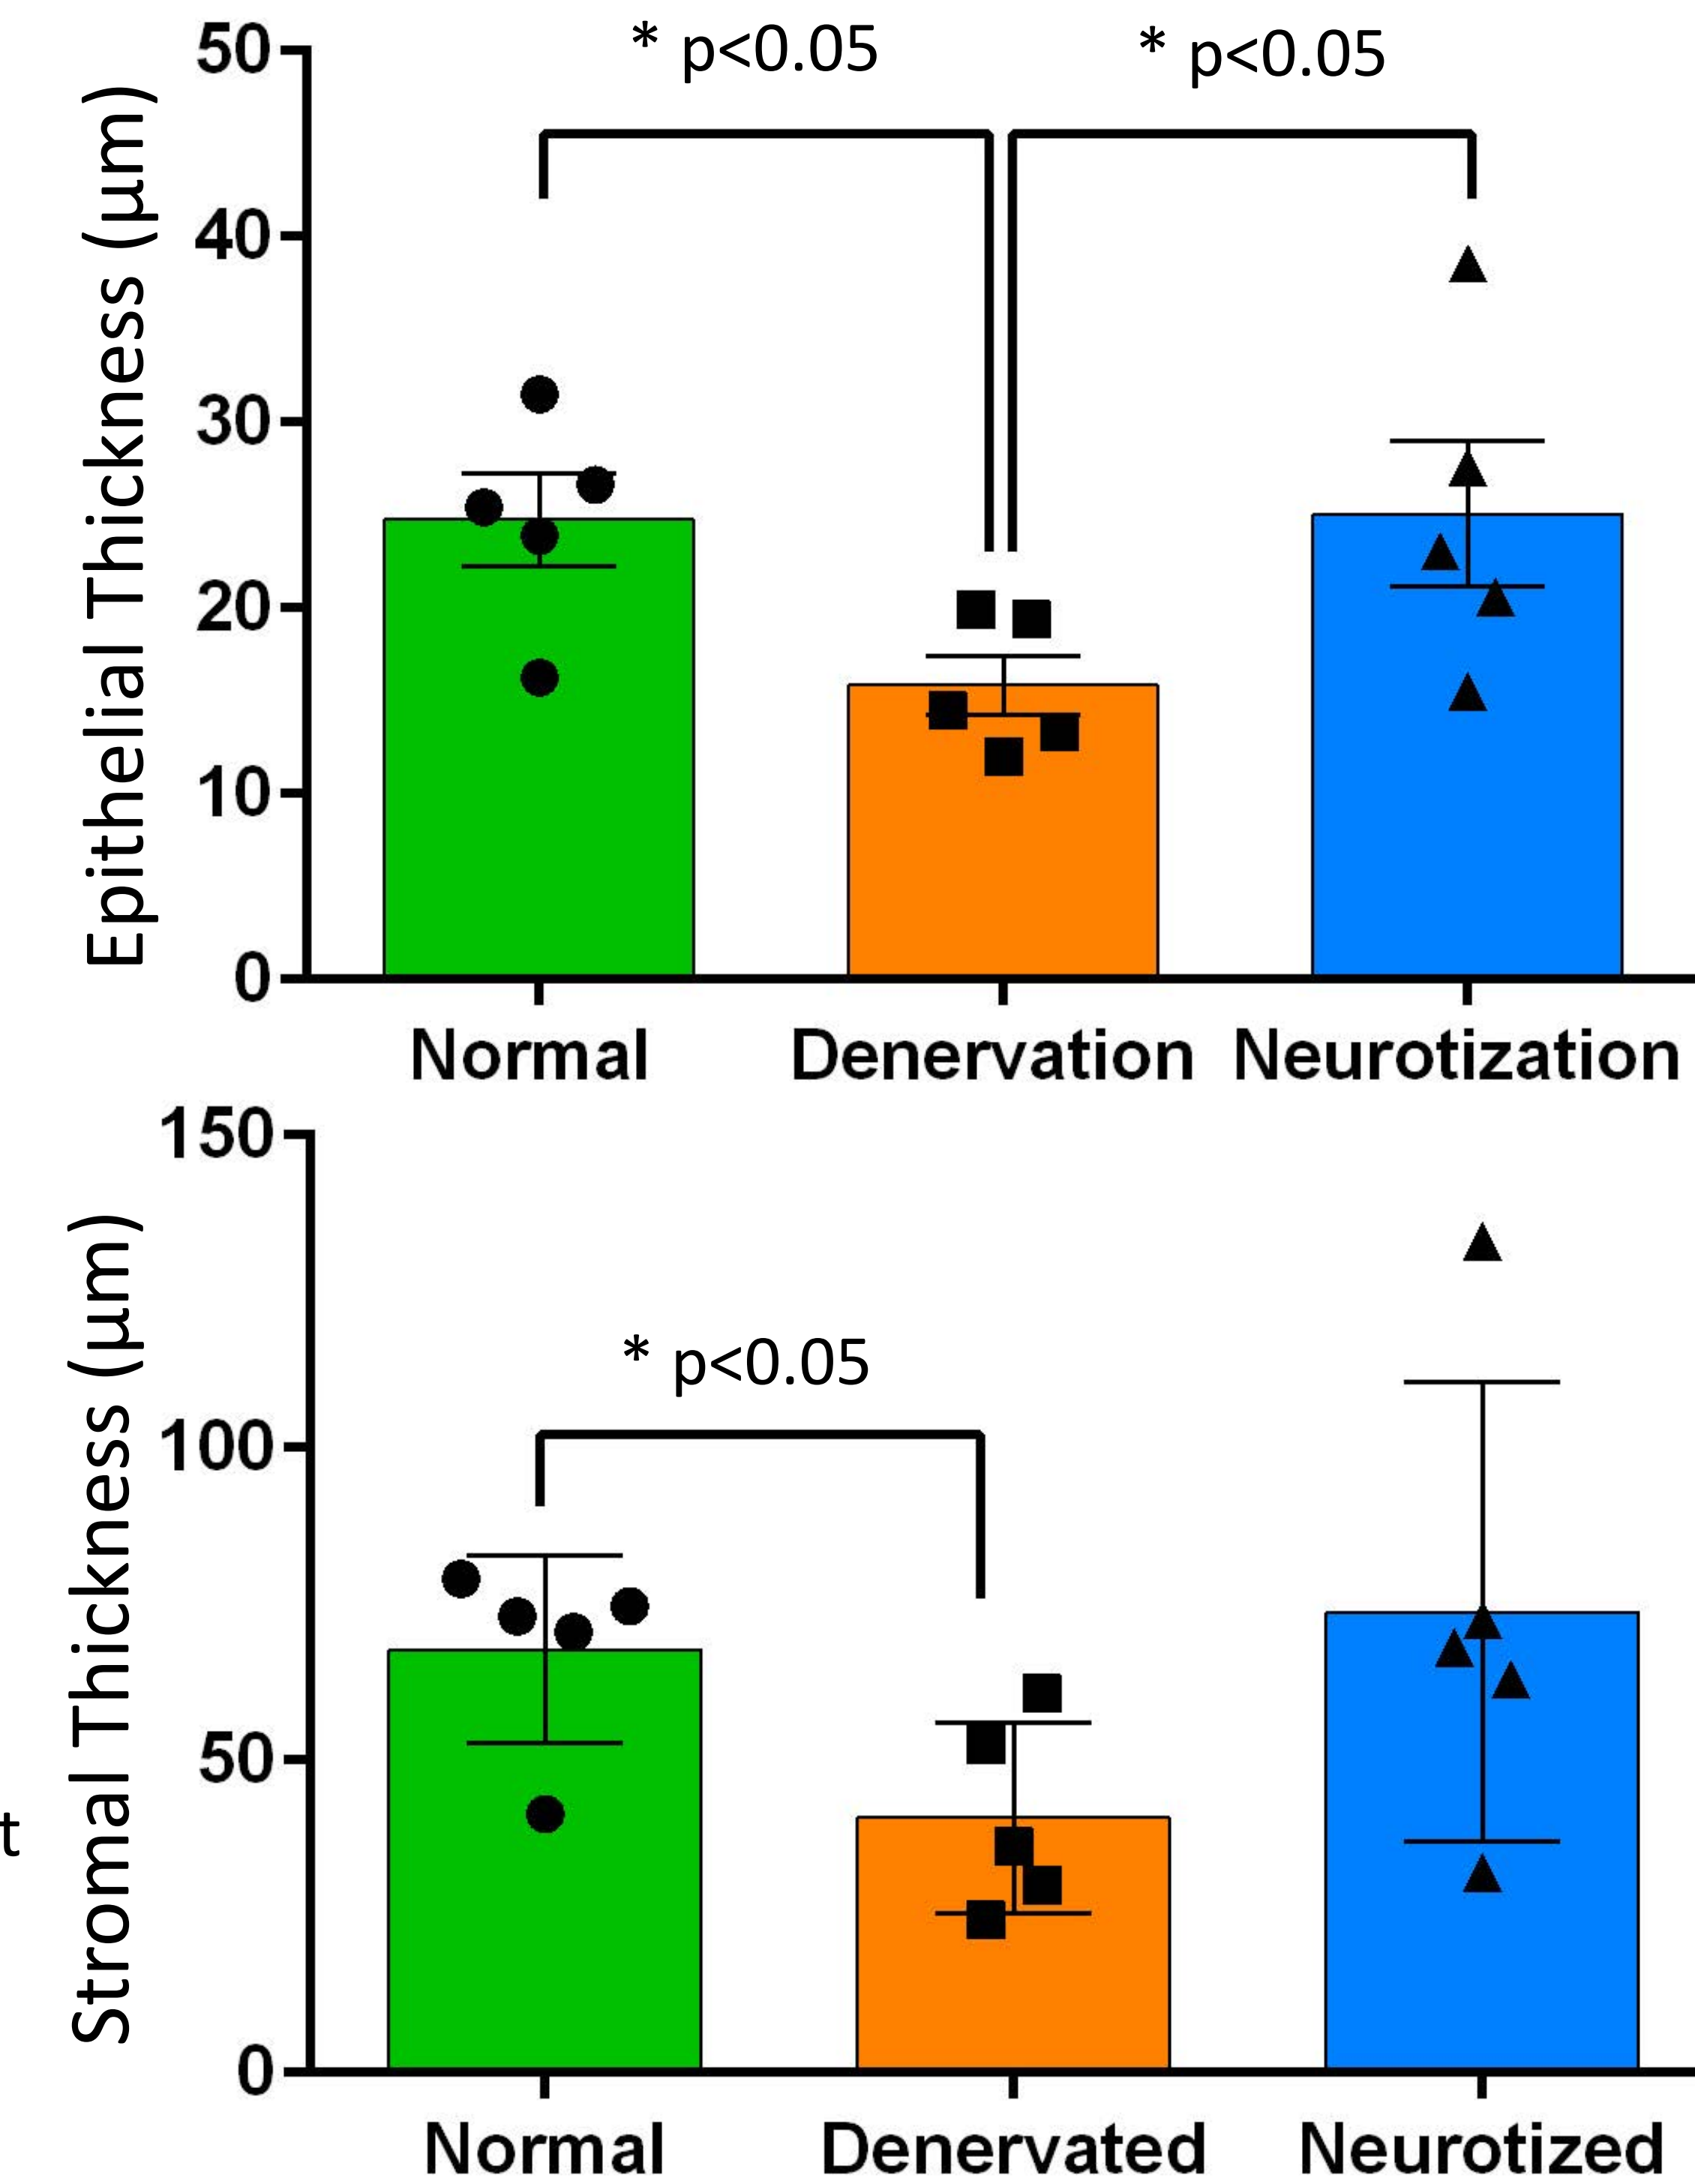 * p<0.05
* p<0.05
Epithelial Thickness (µm)
50
40
30
20
10
0
Normal
Denervation
Neurotization
* p<0.05
Stromal Thickness (µm)
150
100
50
0
t
Normal
Denervated
Neurotized